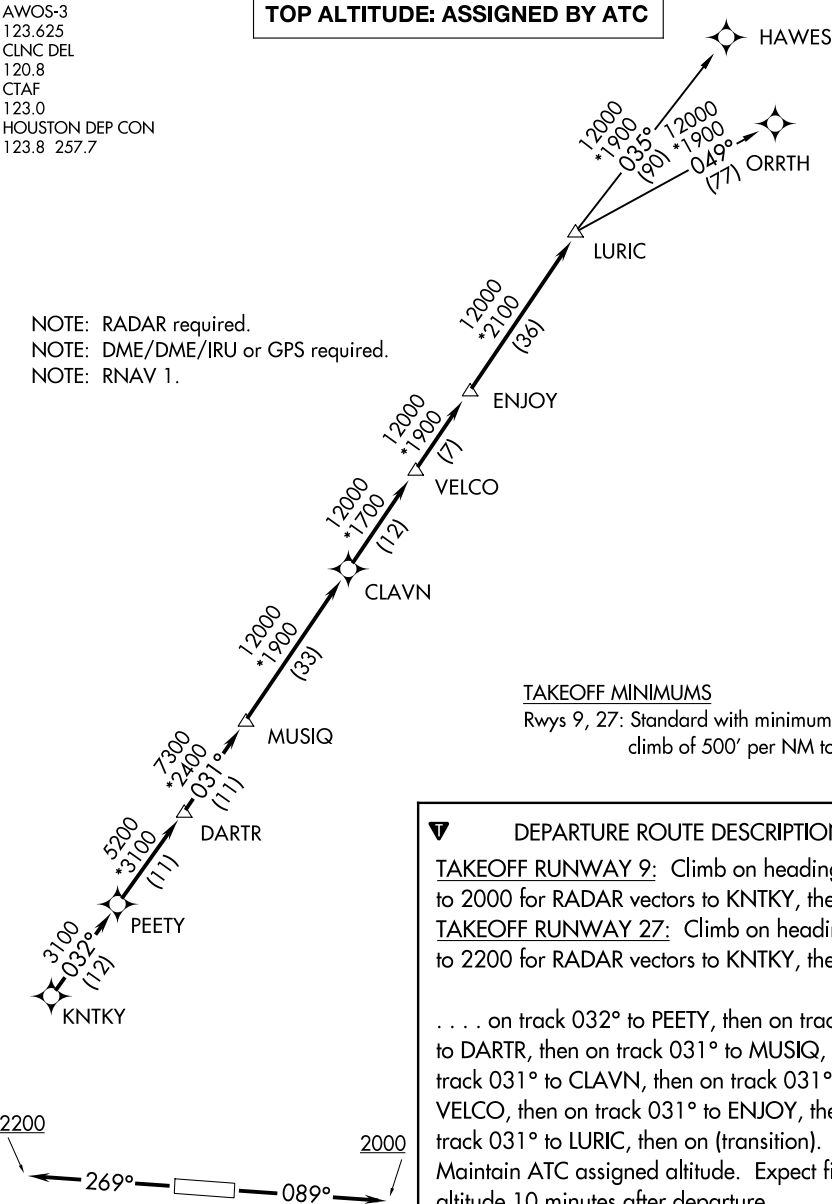 AWOS-3
123.625
CLNC DEL
120.8
CTAF
123.0
HOUSTON DEP CON
123.8 257.7
TOP ALTITUDE: ASSIGNED BY ATC
HAWES
12000
*1900
035°
(90)
12000
*1900
049°
(77)
ORRTH
LURIC
12000
*2100
(36)
NOTE: RADAR required.
NOTE: DME/DME/IRU or GPS required.
NOTE: RNAV 1.
ENJOY
12000
*1900
(7)
VELCO
12000
*1700
(12)
CLAVN
12000
*1900
(33)
MUSIQ
TAKEOFF MINIMUMS
Rwys 9, 27: Standard with minimum
climb of 500' per NM to
7300
*2400
031°
(11)
DARTR
5200
*3100
(11)
PEETY
3100
032°
(12)
KNTKY
T
DEPARTURE ROUTE DESCRIPTION
TAKEOFF RUNWAY 9: Climb on heading
to 2000 for RADAR vectors to KNTKY,
TAKEOFF RUNWAY 27: Climb on
to 2200 for RADAR vectors to KNTKY,
. . . . on track 032° to PEETY, then on
to DARTR, then on track 031° to MUSIQ,
track 031° to CLAVN, then on track 031°
VELCO, then on track 031° to ENJOY,
track 031° to LURIC, then on (transition).
Maintain ATC assigned altitude. Expect
altitude 10 minutes after departure.
2200
2000
269°
089°